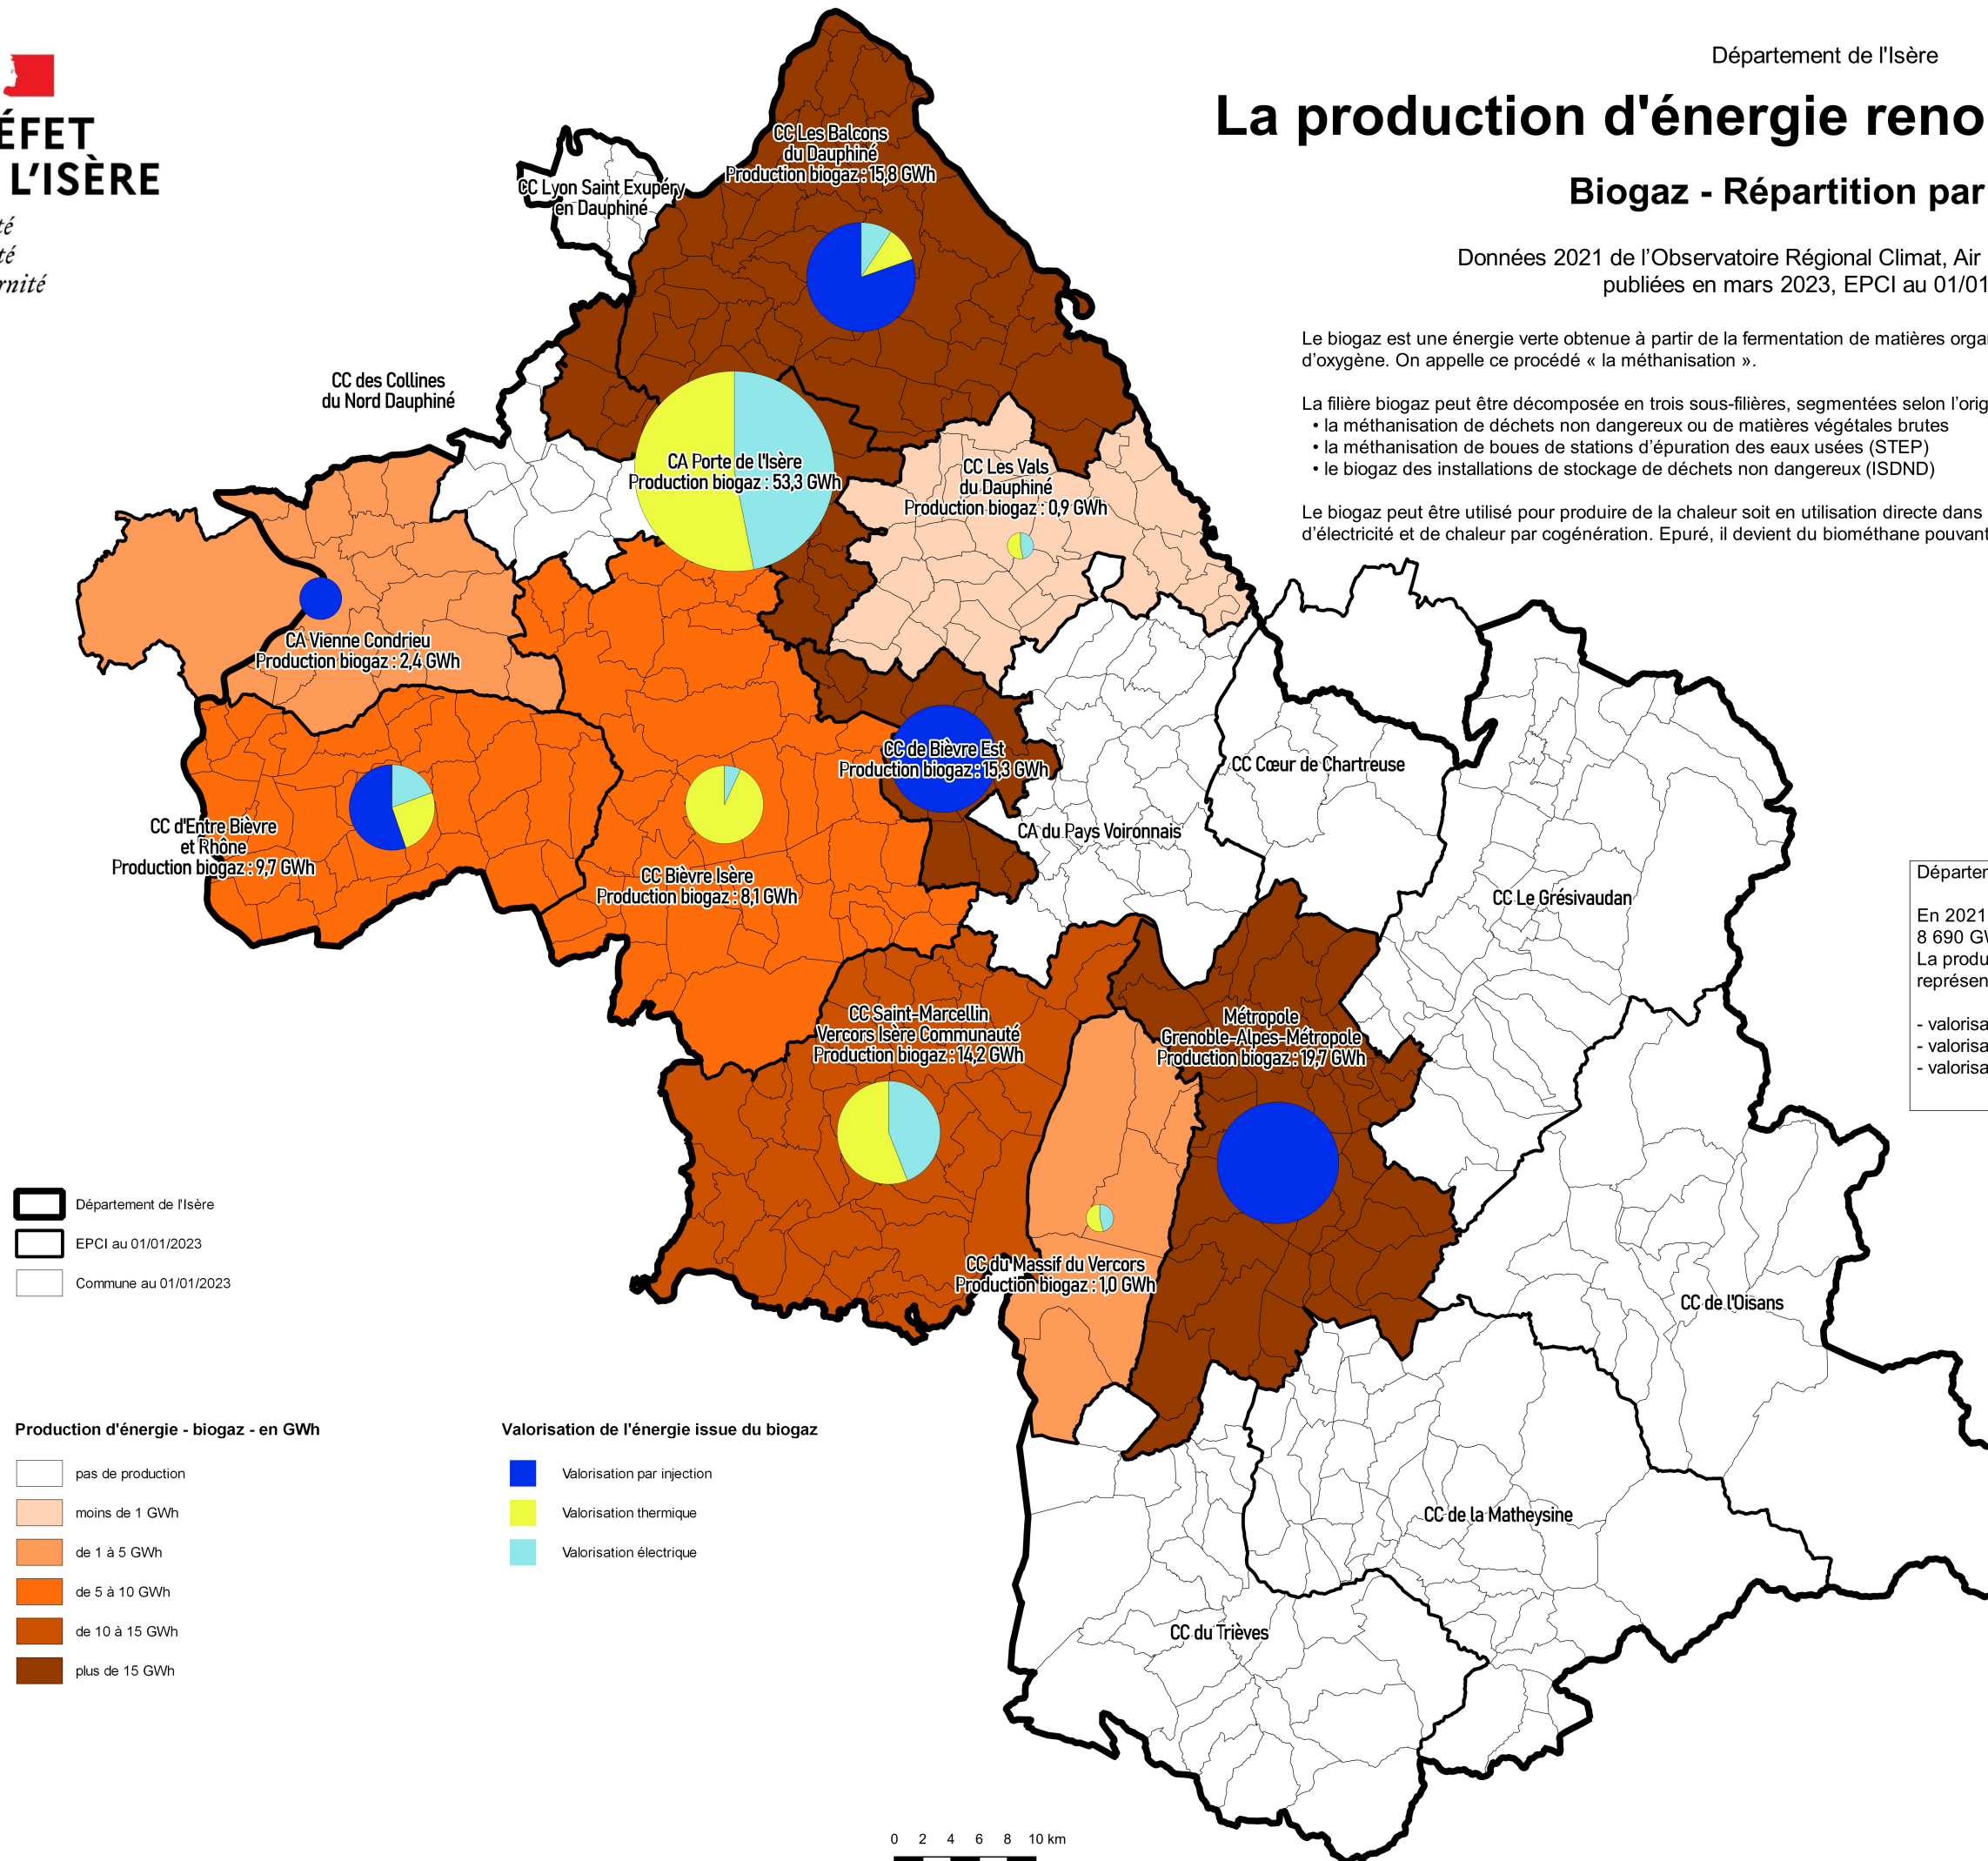 ÉFET
L'ISÈRE
té
té
rnité
Département de l'Isère
La production d'énergie reno
Biogaz - Répartition par
Données 2021 de l’Observatoire Régional Climat, Air
publiées en mars 2023, EPCI au 01/01
Le biogaz est une énergie verte obtenue à partir de la fermentation de matières orga
d’oxygène. On appelle ce procédé « la méthanisation ».
La filière biogaz peut être décomposée en trois sous-filières, segmentées selon l’orig
• la méthanisation de déchets non dangereux ou de matières végétales brutes
• la méthanisation de boues de stations d’épuration des eaux usées (STEP)
• le biogaz des installations de stockage de déchets non dangereux (ISDND)
Le biogaz peut être utilisé pour produire de la chaleur soit en utilisation directe dans
d’électricité et de chaleur par cogénération. Epuré, il devient du biométhane pouvant
CC Les Balcons
du Dauphiné
Production biogaz : 15,8 GWh
CC Lyon Saint Exupéry
en Dauphiné
CC des Collines
du Nord Dauphiné
CA Porte de l'Isère
Production biogaz : 53,3 GWh
CC Les Vals
du Dauphiné
Production biogaz : 0,9 GWh
CA Vienne Condrieu
Production biogaz : 2,4 GWh
CC de Bièvre Est
Production biogaz : 15,3 GWh
CC Cœur de Chartreuse
CC d'Entre Bièvre
et Rhône
Production biogaz : 9,7 GWh
CA du Pays Voironnais
CC Bièvre Isère
Production biogaz : 8,1 GWh
CC Le Grésivaudan
Départem
En 2021
8 690 GW
La produ
représen
- valorisa
- valorisa
- valorisa
CC Saint-Marcellin
Vercors Isère Communauté
Production biogaz : 14,2 GWh
Métropole
Grenoble-Alpes-Métropole
Production biogaz : 19,7 GWh
CC du Massif du Vercors
Production biogaz : 1,0 GWh
CC de l'Oisans
CC de la Matheysine
CC du Trièves
Département de l'Isère
EPCI au 01/01/2023
Commune au 01/01/2023
Production d'énergie - biogaz - en GWh
pas de production
moins de 1 GWh
de 1 à 5 GWh
de 5 à 10 GWh
de 10 à 15 GWh
plus de 15 GWh
Valorisation de l'énergie issue du biogaz
Valorisation par injection
Valorisation thermique
Valorisation électrique
0 2 4 6 8 10 km